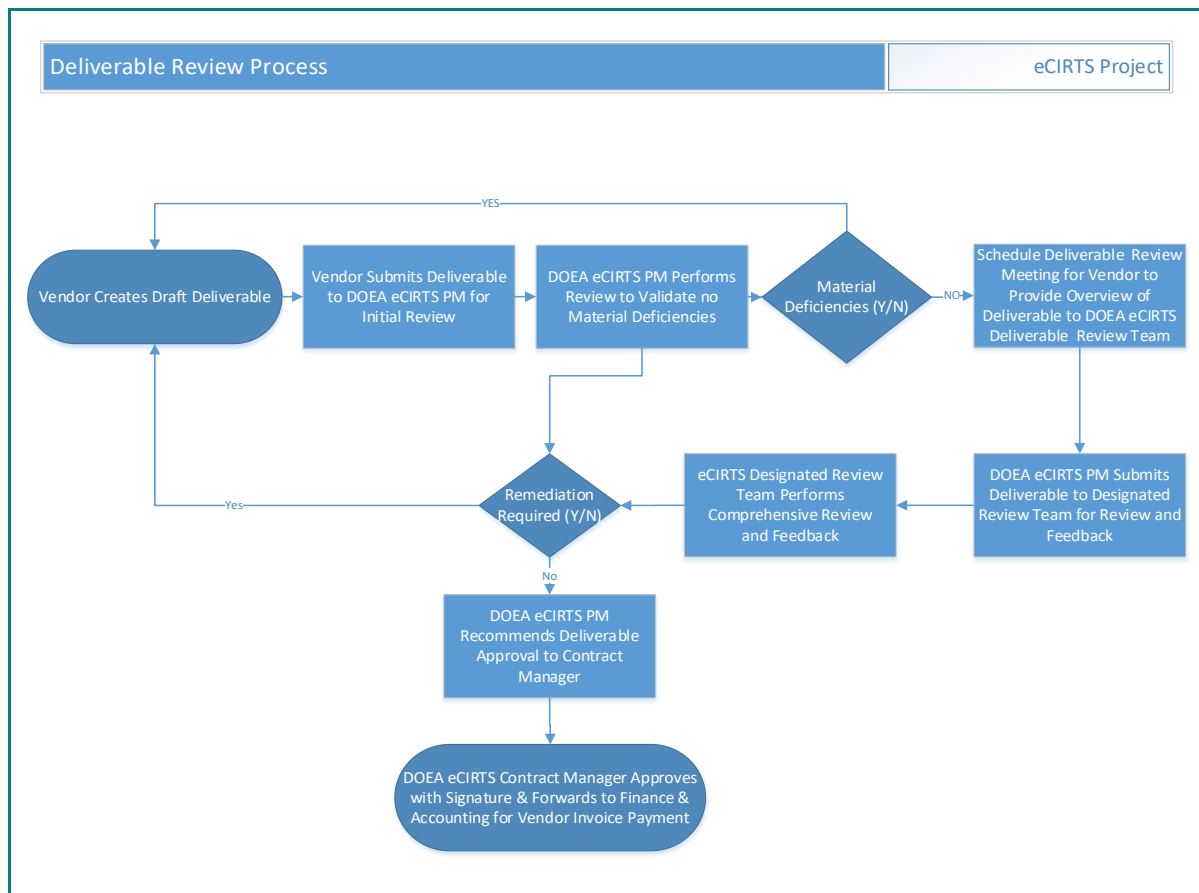 Deliverable Review Process
eCIRTS Project
YES
Vendor Creates Draft Deliverable
Vendor Submits Deliverable
to DOEA eCIRTS PM for
Initial Review
DOEA eCIRTS PM Performs
Review to Validate no
Material Deficiencies
Material
Deficiencies (Y/N)
NO
Schedule Deliverable Review
Meeting for Vendor to
Provide Overview of
Deliverable to DOEA eCIRTS
Deliverable Review Team
DOEA eCIRTS PM Submits
Deliverable to Designated
Review Team for Review and
Feedback
eCIRTS Designated Review
Team Performs
Comprehensive Review
and Feedback
Remediation
Required (Y/N)
Yes
No
DOEA eCIRTS PM
Recommends Deliverable
Approval to Contract
Manager
DOEA eCIRTS Contract Manager Approves
with Signature & Forwards to Finance &
Accounting for Vendor Invoice Payment